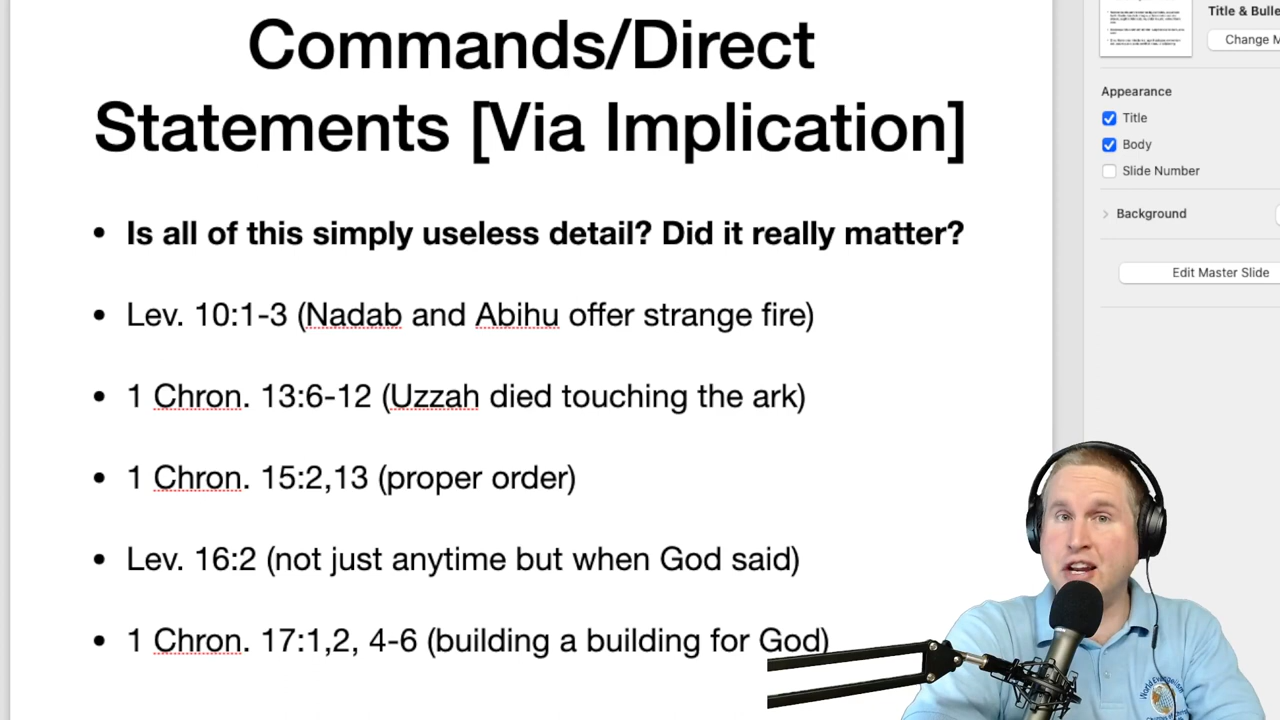 Commands/Direct
Statements [Via Implication]
• Is all of this simply useless detail? Did it really matter?
• Lev. 10:1-3 (Nadab and Abihu offer strange fire)
• 1 Chron. 13:6-12 (Uzzah died touching the ark)
• 1 Chron. 15:2,13 (proper order)
• Lev. 16:2 (not just anytime but when God said)
• 1 Chron. 17:1,2, 4-6 (building a building for God)
Title & Bulle
Change M
Appearance
Title
Body
Slide Number
Background
Edit Master Slide
World Evangelism